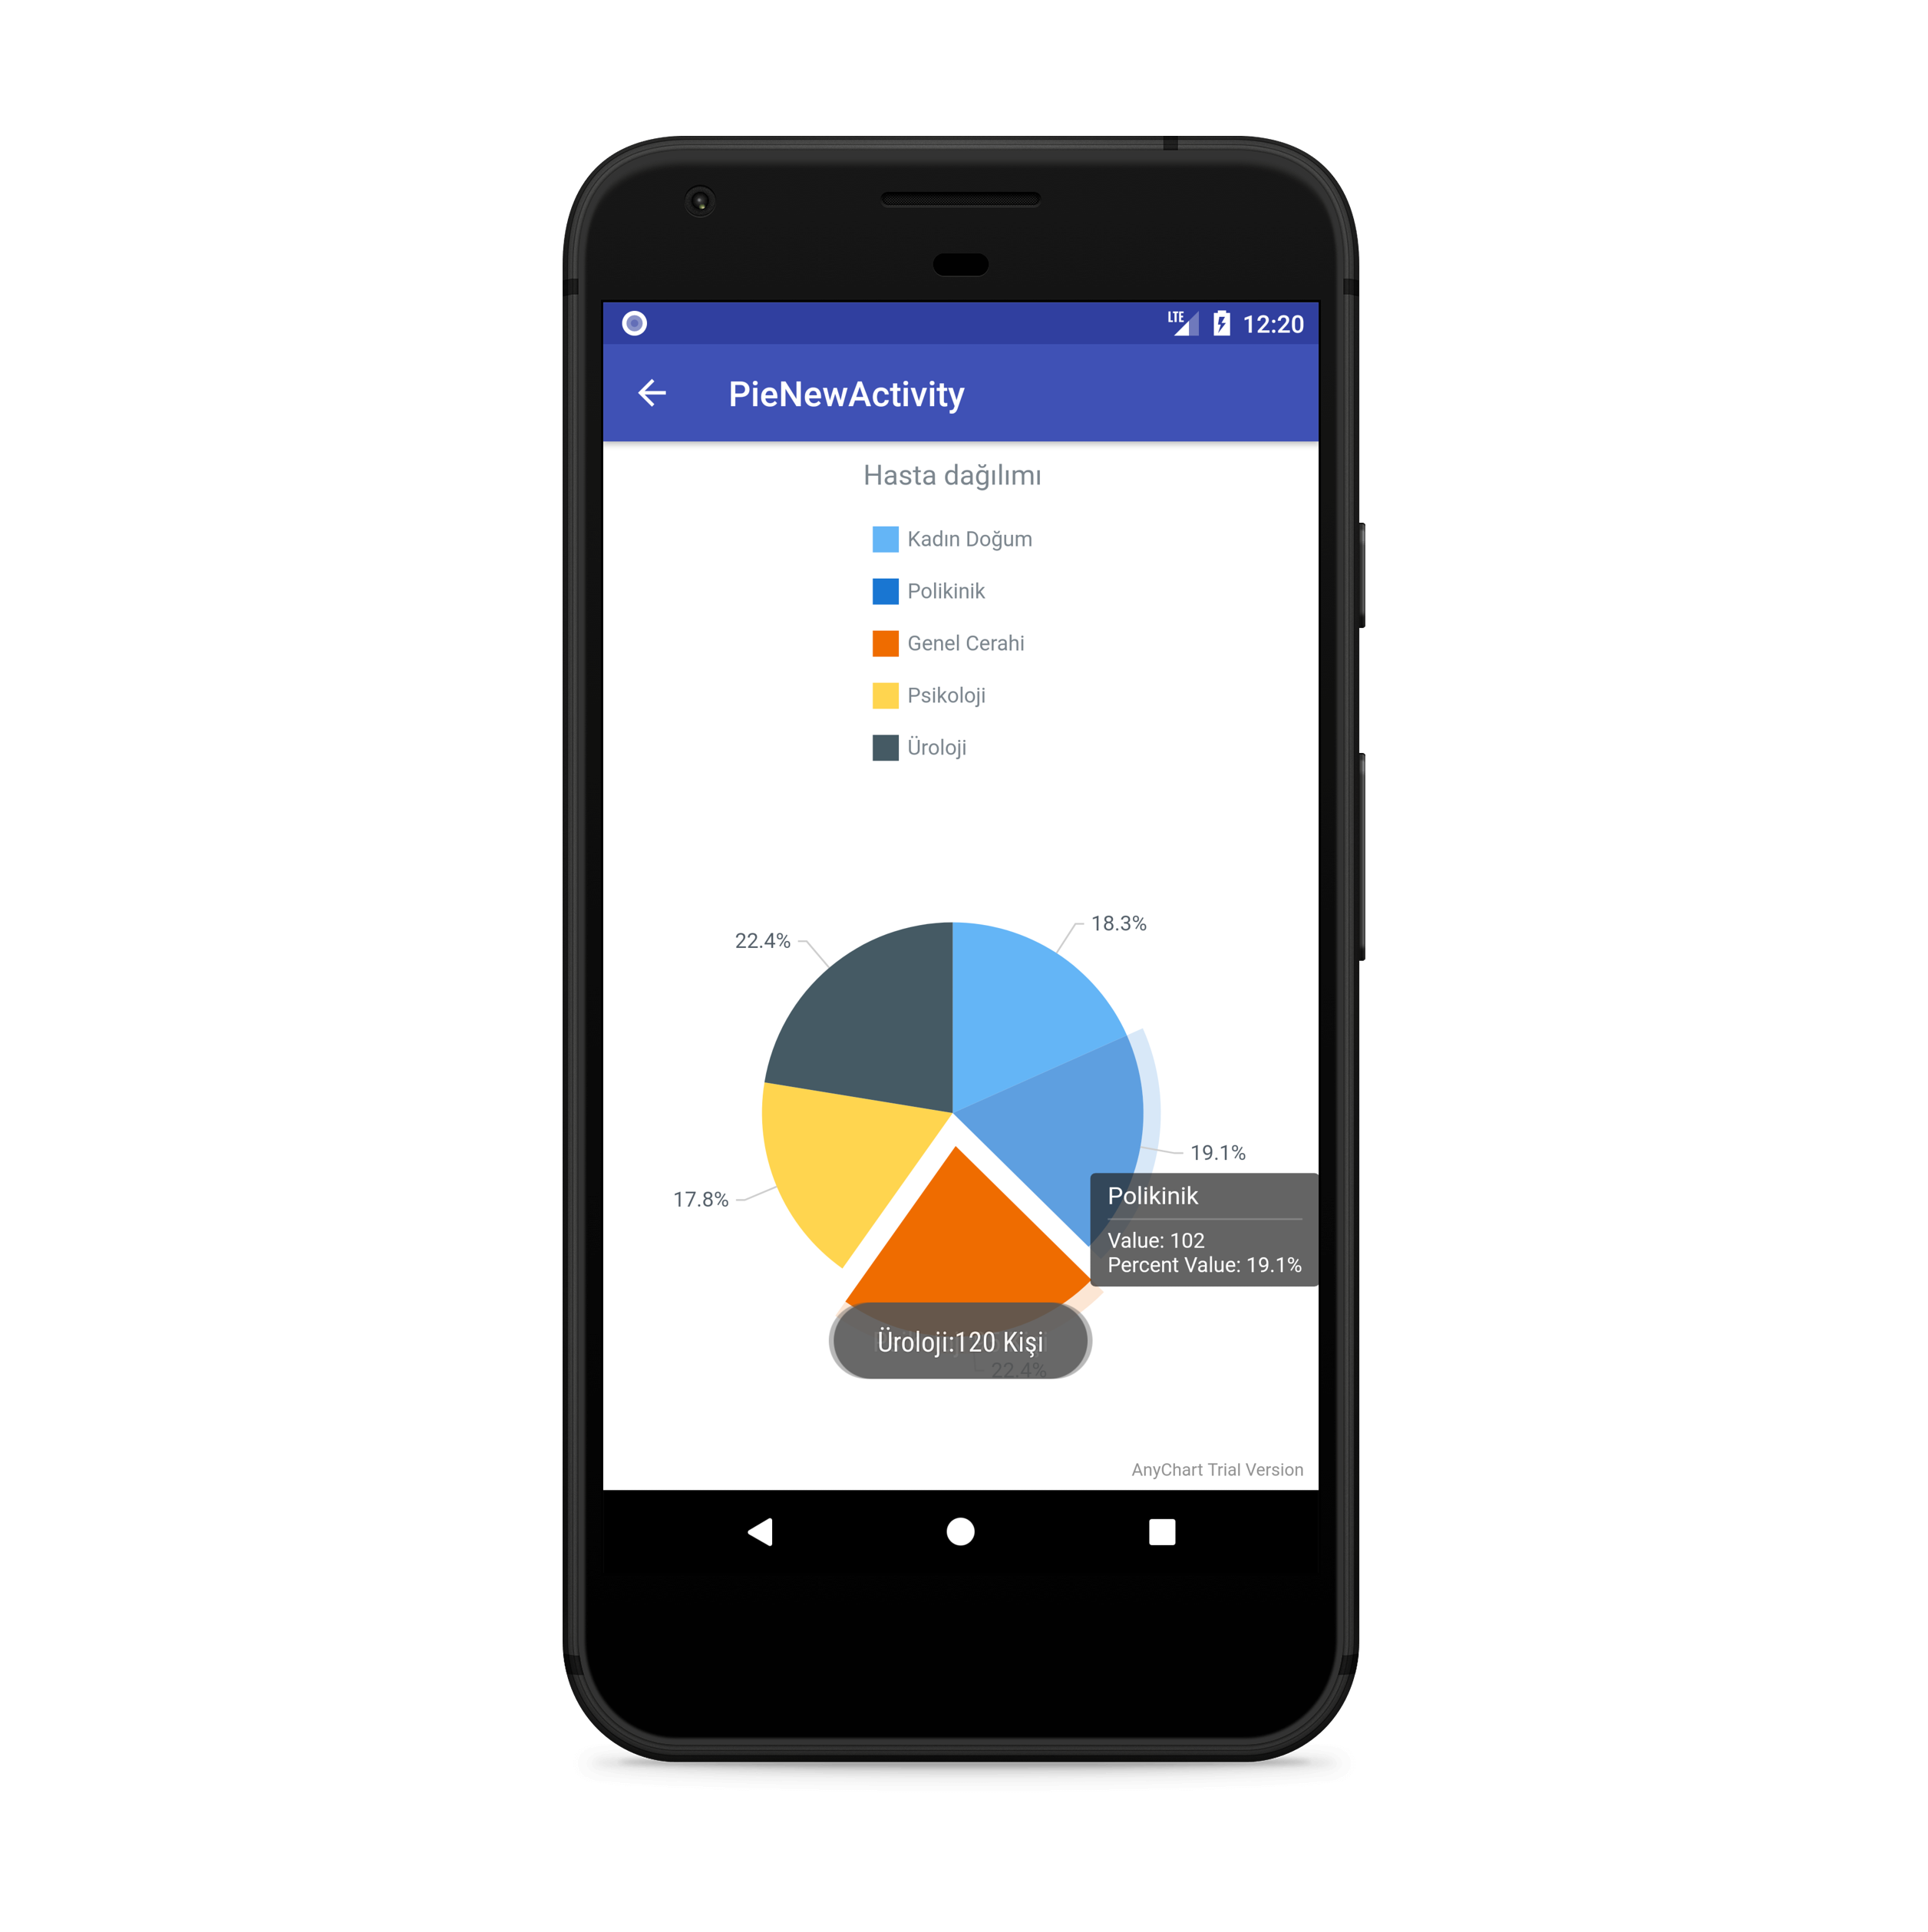 LTE 12:20
PieNewActivity
Hasta dağılımı
Kadın Doğum
Polikinik
Genel Cerahi
Psikoloji
Üroloji
18.3%
22.4%
19.1%
17.8%
Polikinik
Value: 102
Percent Value: 19.1%
Üroloji:120 Kişi
22.4%
AnyChart Trial Version